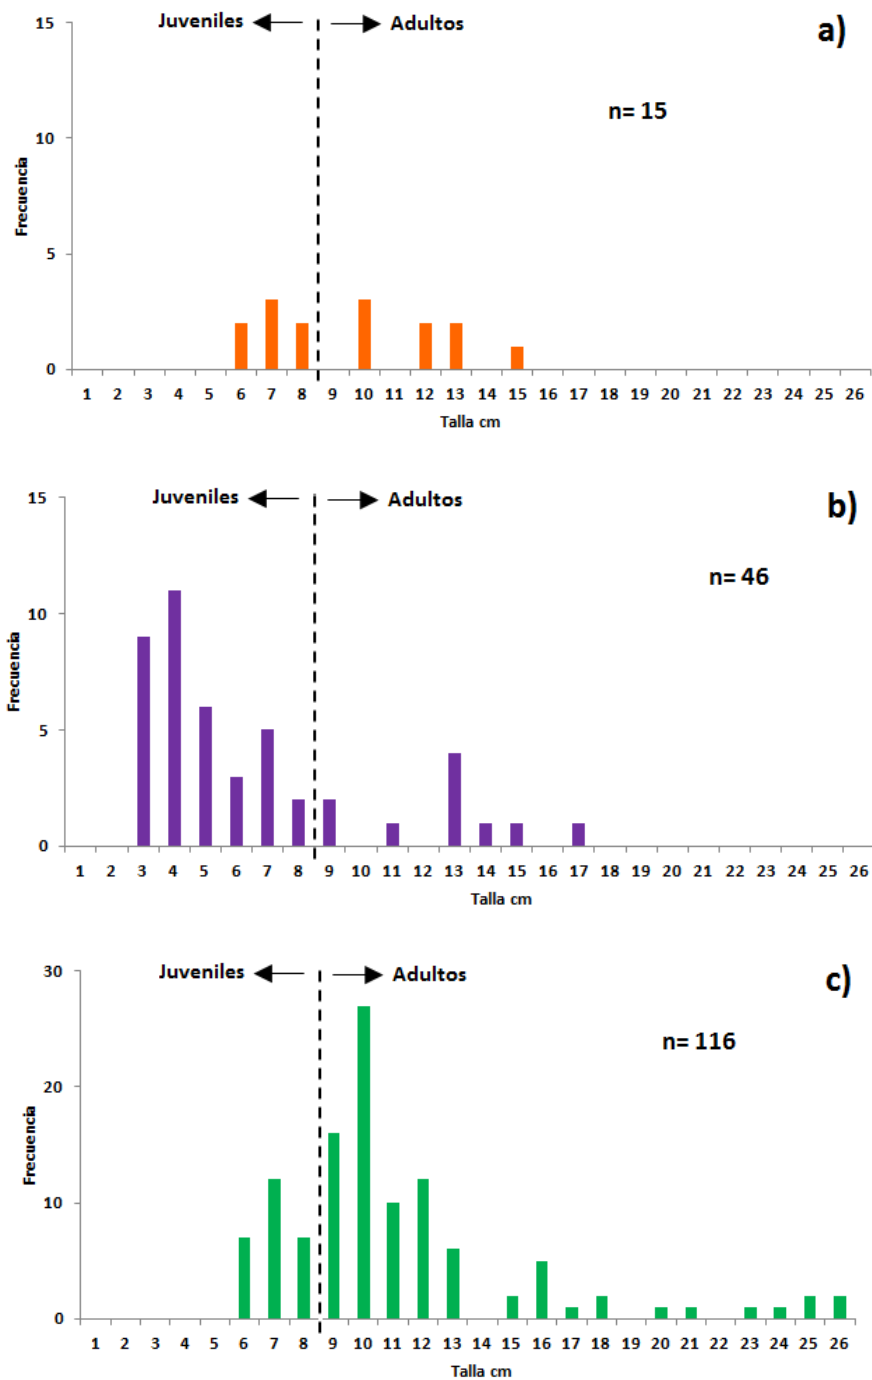 Juveniles Adultos
a)
n= 15
15
10
5
0
Frecuencia
1 2 3 4 5 6 7 8 9 10 11 12 13 14 15 16 17 18 19 20 21 22 23 24 25 26
Talla cm
Juveniles Adultos
b)
n= 46
15
10
5
0
Frecuencia
1 2 3 4 5 6 7 8 9 10 11 12 13 14 15 16 17 18 19 20 21 22 23 24 25 26
Talla cm
Juveniles Adultos
c)
n= 116
30
20
10
0
Frecuencia
1 2 3 4 5 6 7 8 9 10 11 12 13 14 15 16 17 18 19 20 21 22 23 24 25 26
Talla cm